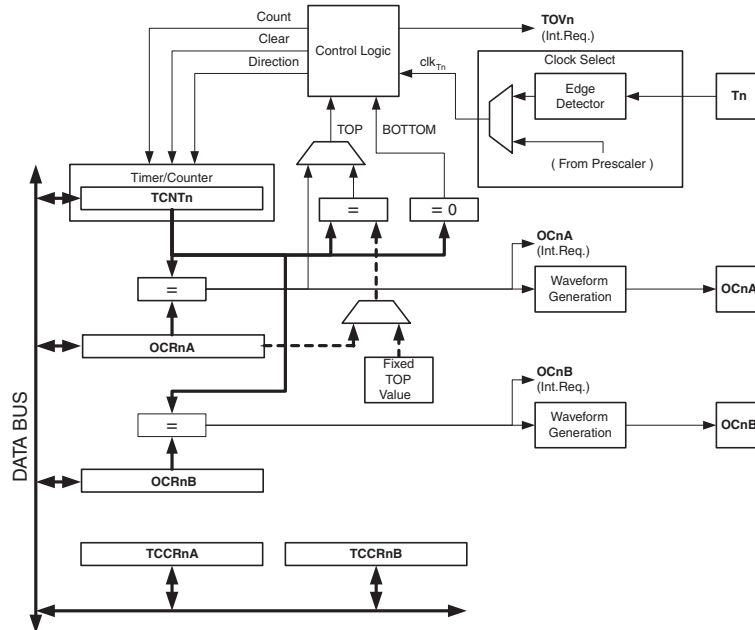 Count
Clear
Direction
Control Logic
TOVn
(Int.Req.)
clkTn
Clock Select
Edge
Detector
Tn
( From Prescaler )
TOP
BOTTOM
Timer/Counter
TCNTn
=
= 0
OCnA
(Int.Req.)
=
Waveform
Generation
OCnA
OCRnA
Fixed
TOP
Value
OCnB
(Int.Req.)
=
Waveform
Generation
OCnB
OCRnB
DATA BUS
TCCRnA
TCCRnB